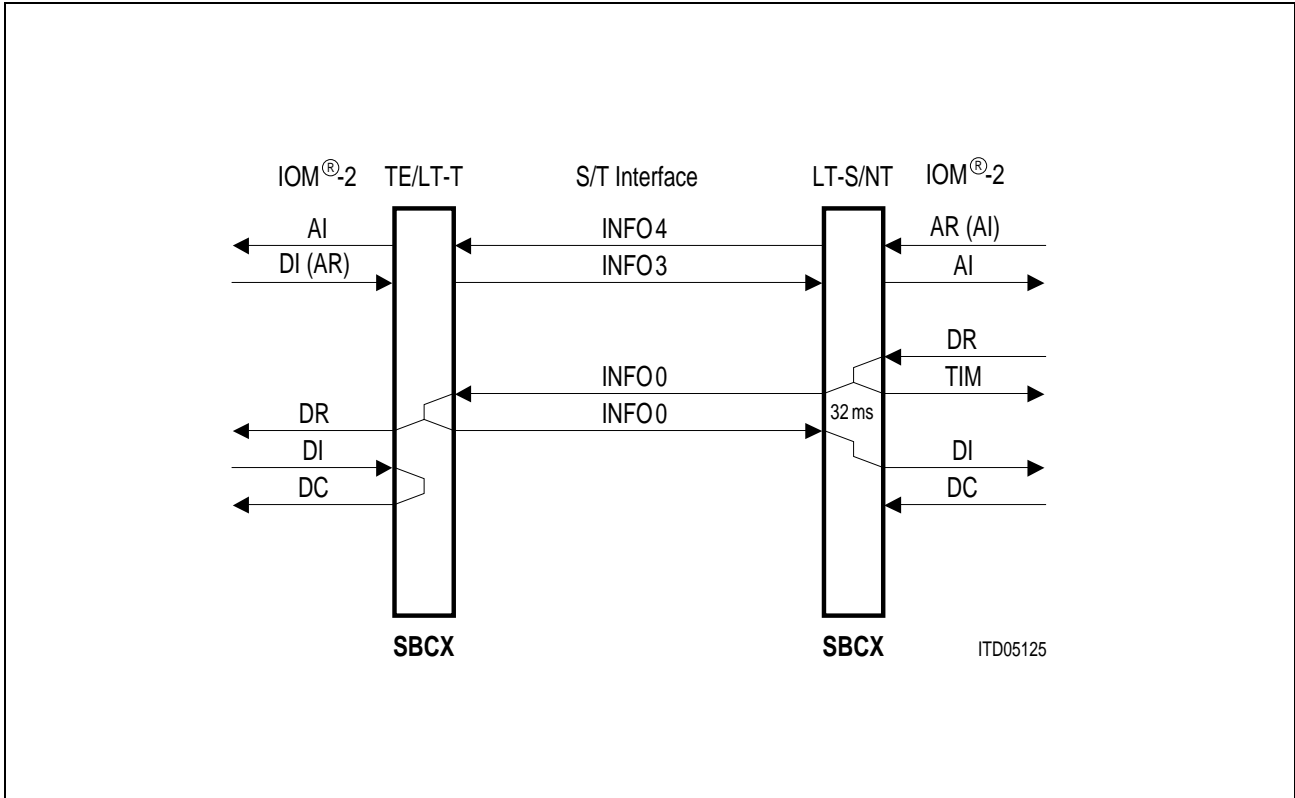 IOM®-2 TE/LT-T S/T Interface LT-S/NT IOM®-2
AI INFO 4 AR (AI)
DI (AR) INFO 3 AI
DR
INFO 0 TIM
DR INFO 0 32 ms
DI DI
DC DC
SBCX SBCX ITD05125